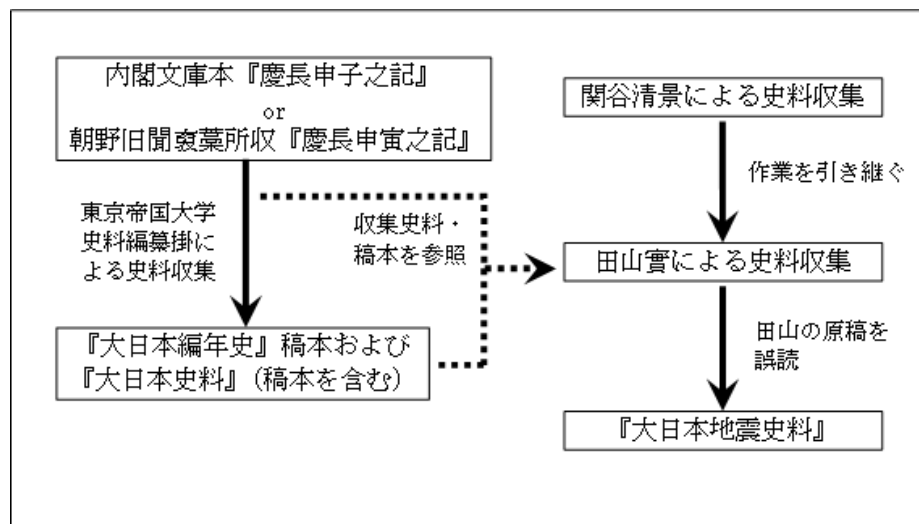 内閣文庫本『慶長申子之記』
or
朝野旧聞裒藁所収『慶長申寅之記』
東京帝国大学
史料編纂掛に
よる史料収集
収集史料・
稿本を参照
『大日本編年史』稿本および
『大日本史料』(稿本を含む)
関谷清景による史料収集
作業を引き継ぐ
田山實による史料収集
田山の原稿を
誤読
『大日本地震史料』